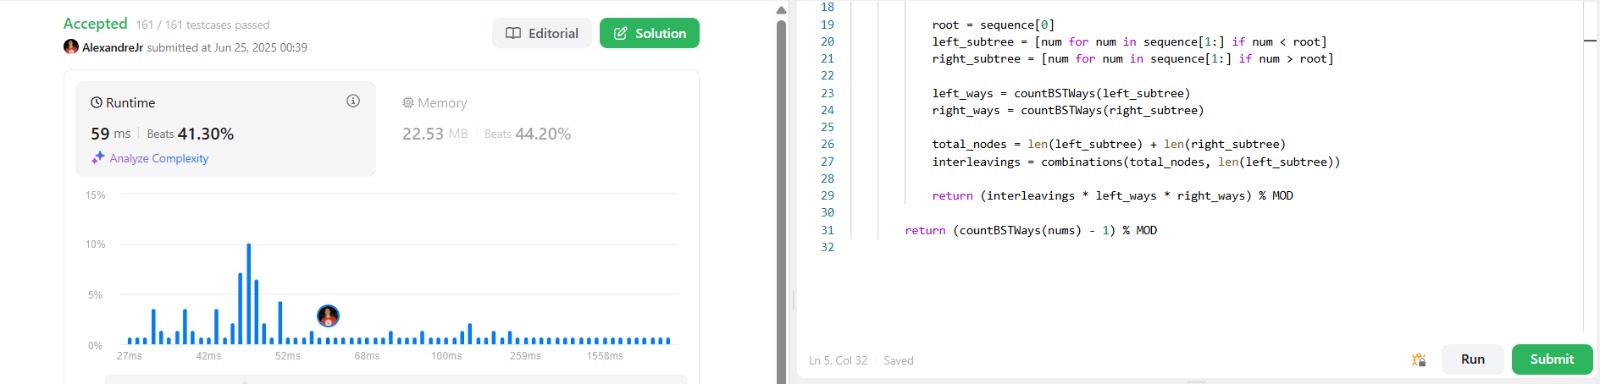 Accepted 161 / 161 testcases passed
AlexandreJr submitted at Jun 25, 2025 00:39
Editorial
Solution
Runtime
59 ms Beats 41.30%
Analyze Complexity
Memory
22.53 MB Beats 44.20%
15%
10%
5%
0%
27ms 42ms 52ms 68ms 100ms 259ms 1558ms
18
19 root = sequence[0]
20 left_subtree = [num for num in sequence[1:] if num < root]
21 right_subtree = [num for num in sequence[1:] if num > root]
22
23 left_ways = countBSTWays(left_subtree)
24 right_ways = countBSTWays(right_subtree)
25
26 total_nodes = len(left_subtree) + len(right_subtree)
27 interleavings = combinations(total_nodes, len(left_subtree))
28
29 return (interleavings * left_ways * right_ways) % MOD
30
31 return (countBSTWays(nums) - 1) % MOD
32
Ln 5, Col 32 Saved
Run
Submit